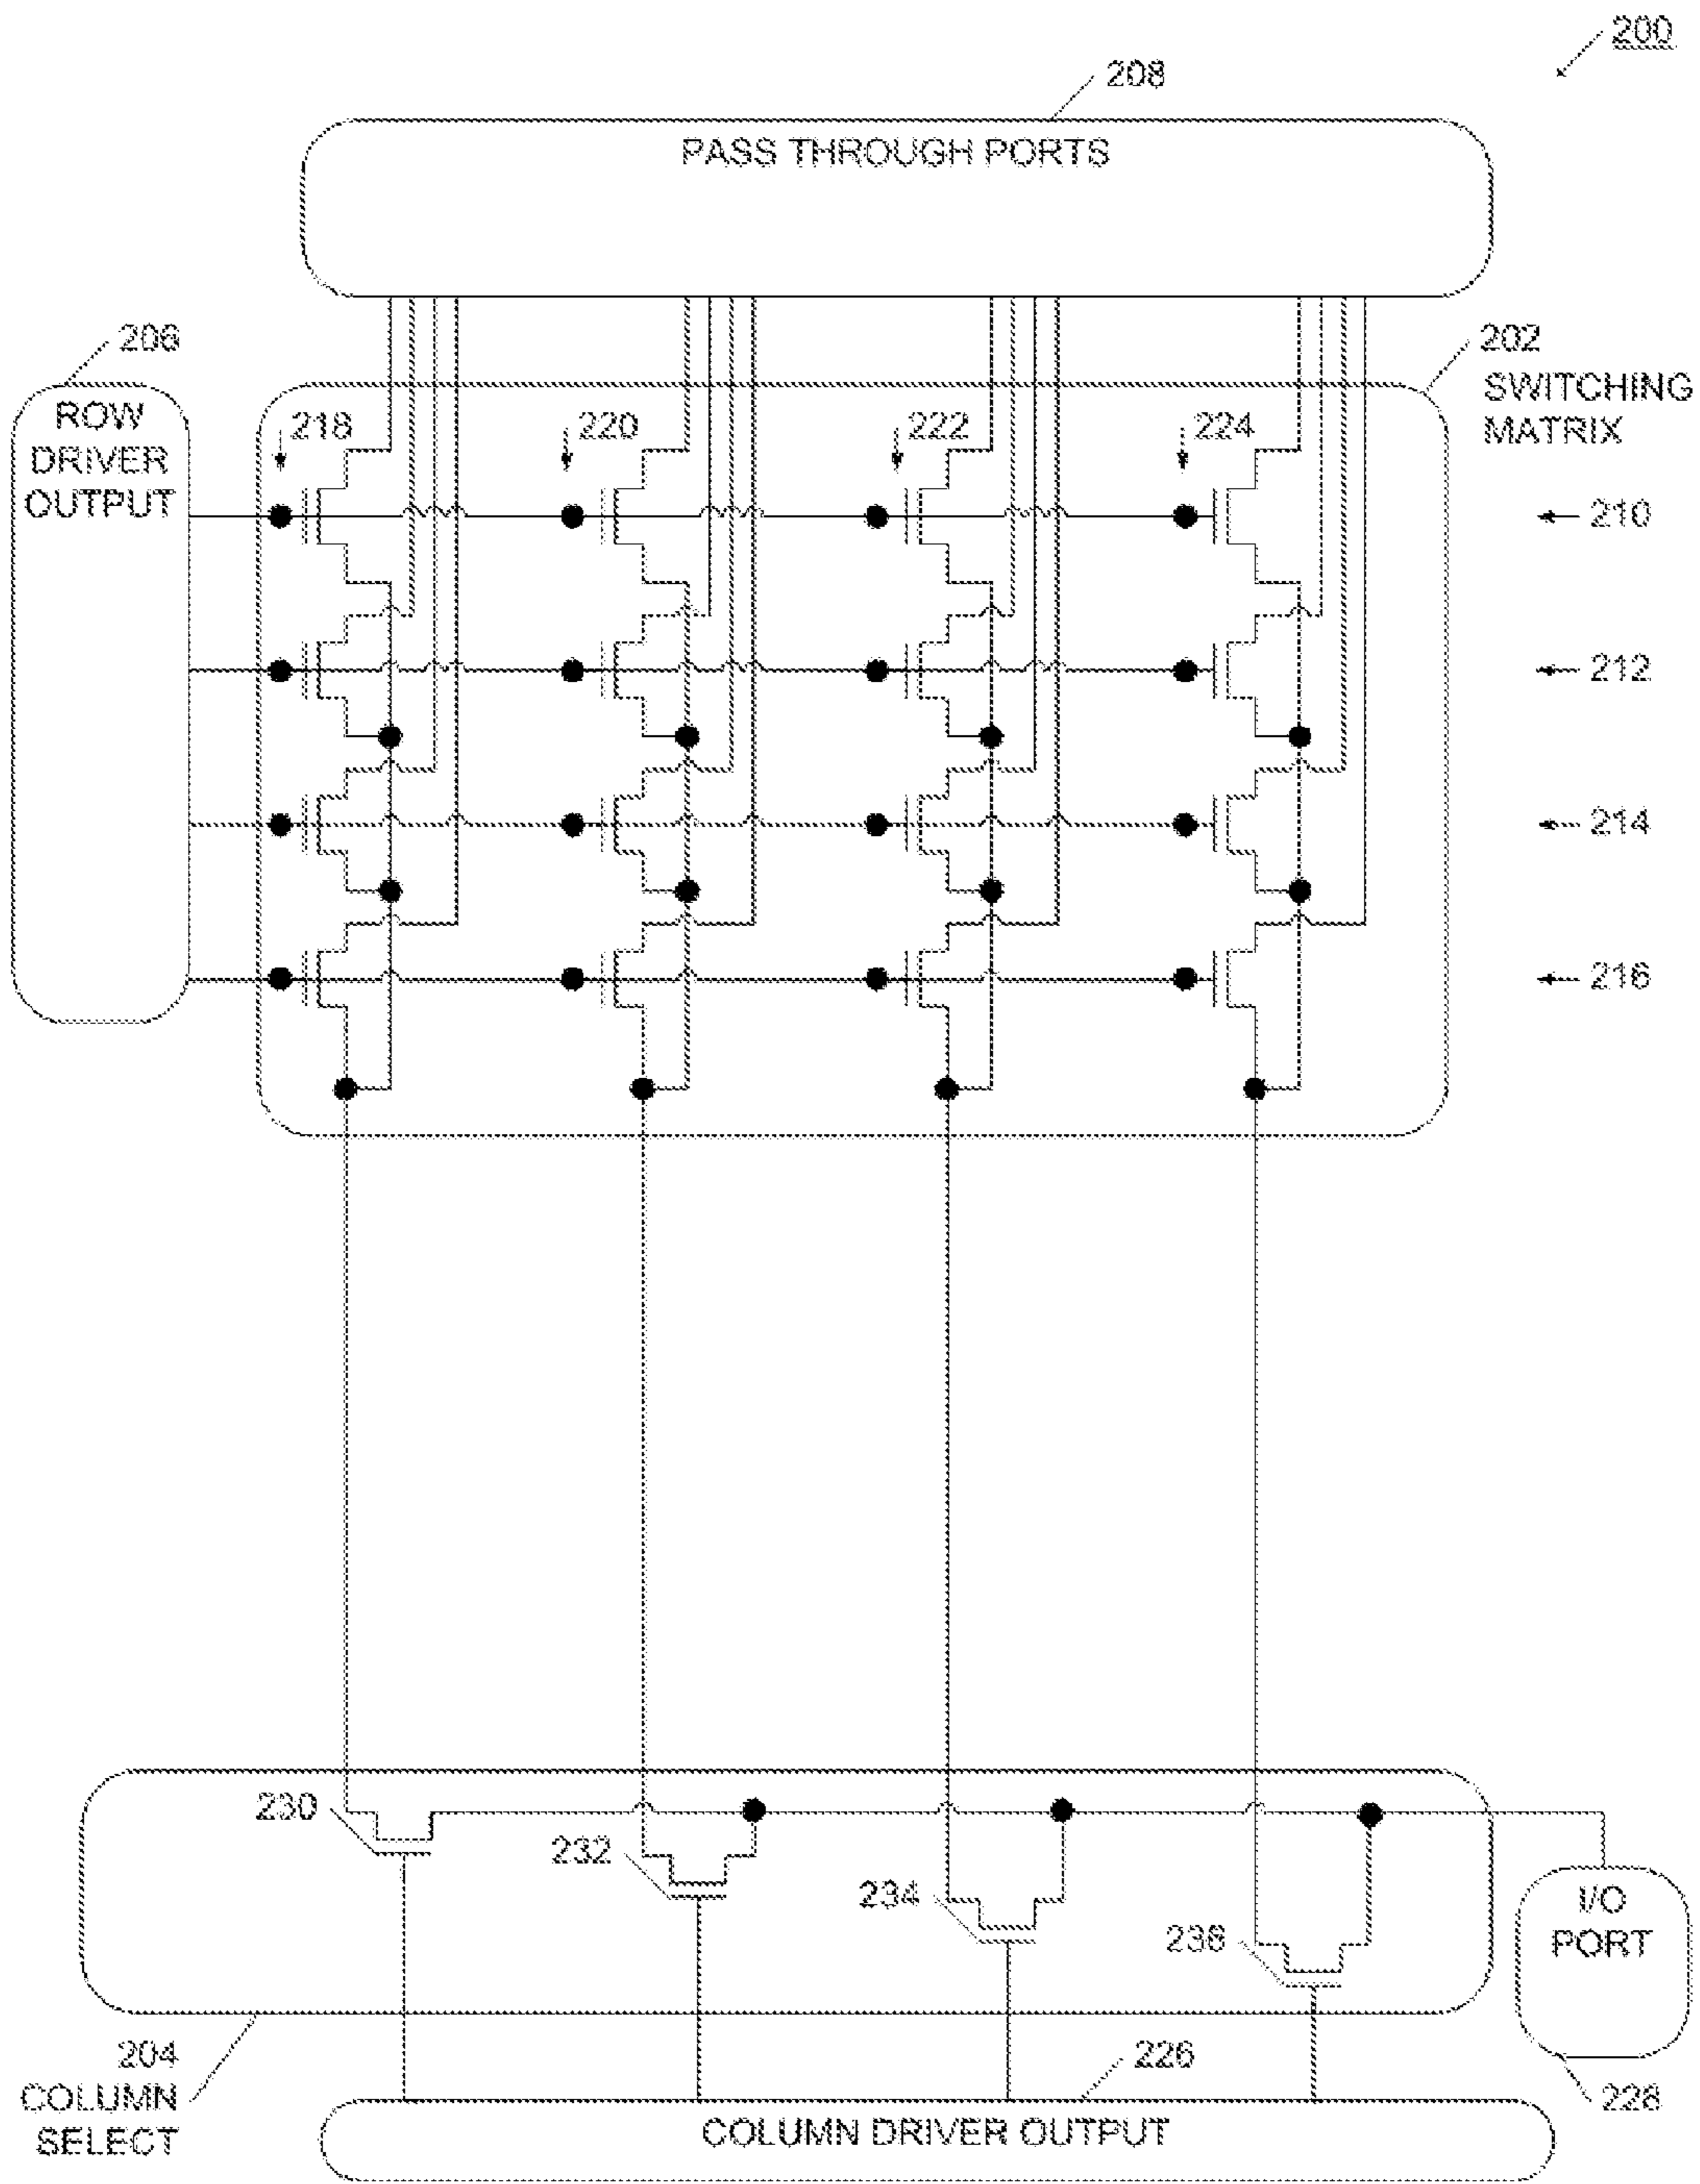 200
208
PASS THROUGH PORTS
206
ROW
DRIVER
OUTPUT
202
SWITCHING
MATRIX
218
220
222
224
210
212
214
216
230
232
234
236
I/O
PORT
204
COLUMN
SELECT
226
228
COLUMN DRIVER OUTPUT